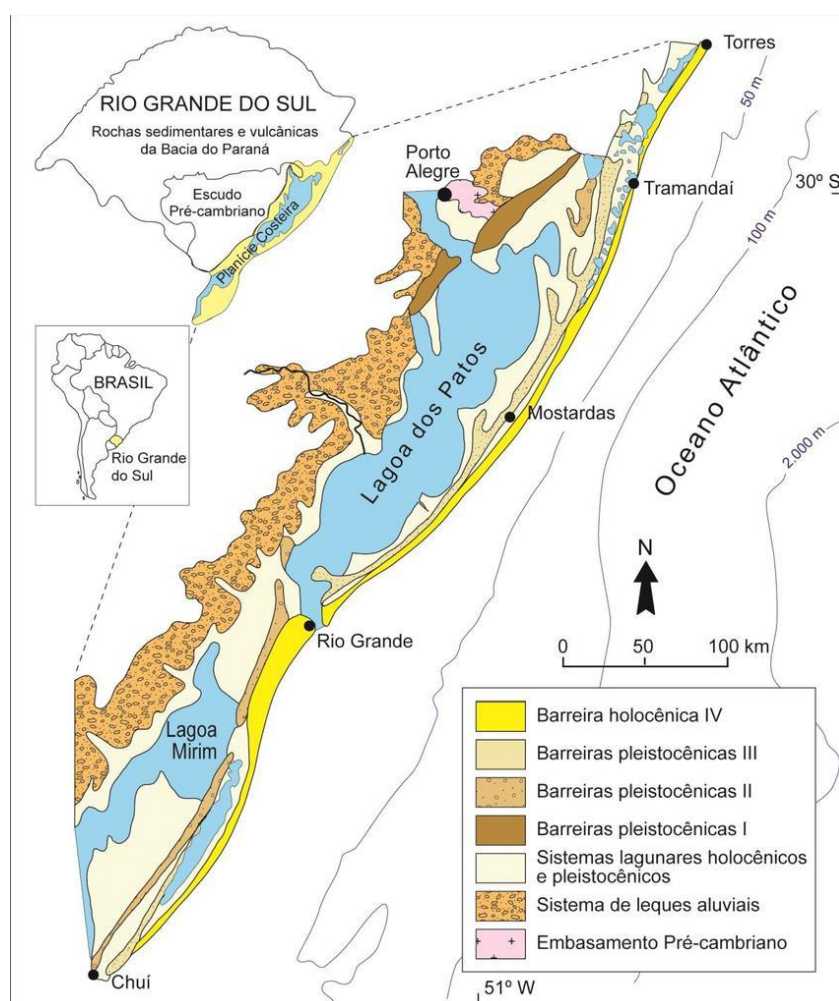 RIO GRANDE DO SUL
Rochas sedimentares e vulcânicas
da Bacia do Paraná
Escudo
Pré-cambriano
Planície Costeira
BRASIL
Rio Grande
do Sul
Torres
50 m
Porto
Alegre
Tramandaí
30º S
100 m
Oceano Atlântico
Lagoa dos Patos
Mostardas
2.000 m
N
Rio Grande
0 50 100 km
Lagoa
Mirim
Chuí
51º W
Barreira holocênica IV
Barreiras pleistocênicas III
Barreiras pleistocênicas II
Barreiras pleistocênicas I
Sistemas lagunares holocênicos
e pleistocênicos
Sistema de leques aluviais
Embasamento Pré-cambriano